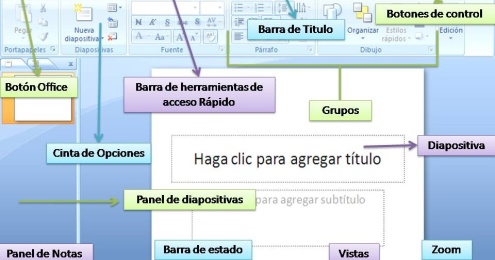 Botones de control
Barra de Titulo
Nueva
diapositiva
Organizar
Estilos
rápidos
Edición
Portapapeles
Diapositivas
Fuente
Párrafo
Dibujo
N K S
Botón Office
Barra de herramientas de
acceso Rápido
Grupos
Cinta de Opciones
Haga clic para agregar título
Diapositiva
Panel de diapositivas
para agregar subtítulo
Panel de Notas
Barra de estado
Vistas
Zoom